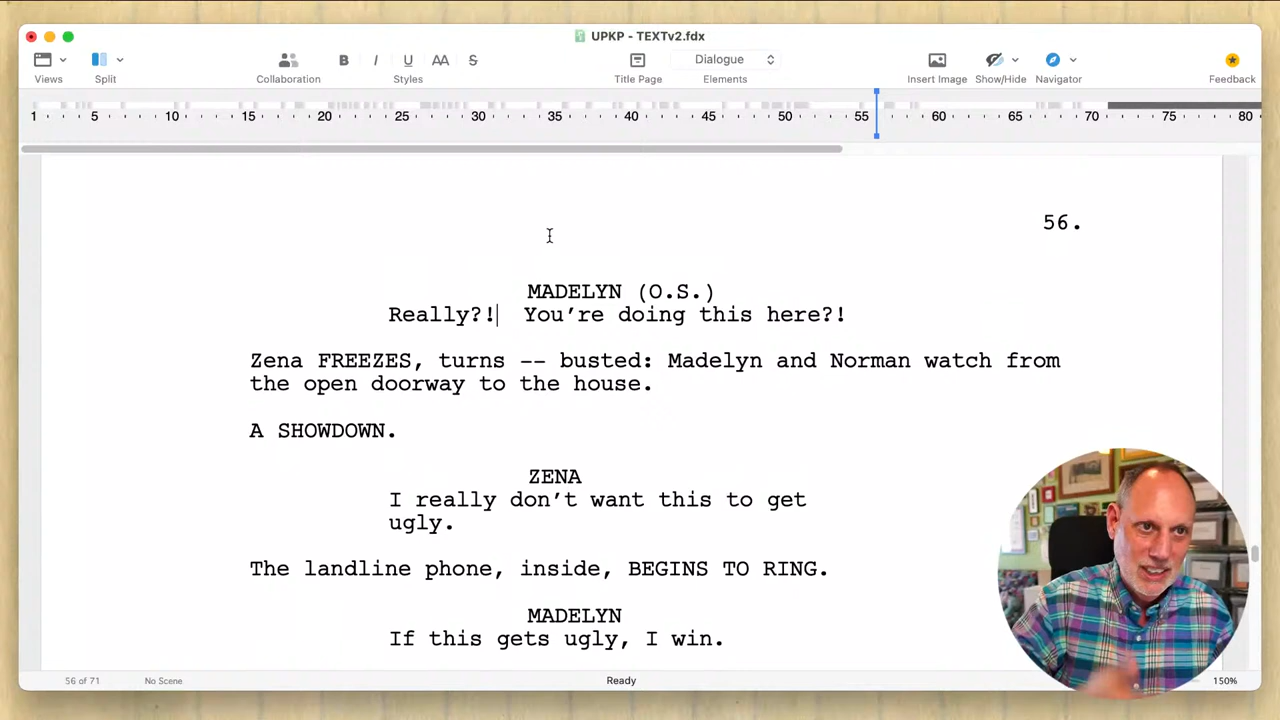 UPKP - TEXTv2.fdx
Views
Split
Collaboration
B I U AA S
Styles
Title Page
Dialogue
Elements
Insert Image
Show/Hide
Navigator
Feedback
1 5 10 15 20 25 30 35 40 45 50 55 60 65 70 75 80
56.
MADELYN (O.S.)
Really?! You’re doing this here?!
Zena FREEZES, turns -- busted: Madelyn and Norman watch from
the open doorway to the house.
A SHOWDOWN.
ZENA
I really don’t want this to get
ugly.
The landline phone, inside, BEGINS TO RING.
MADELYN
If this gets ugly, I win.
56 of 71
No Scene
Ready
150%